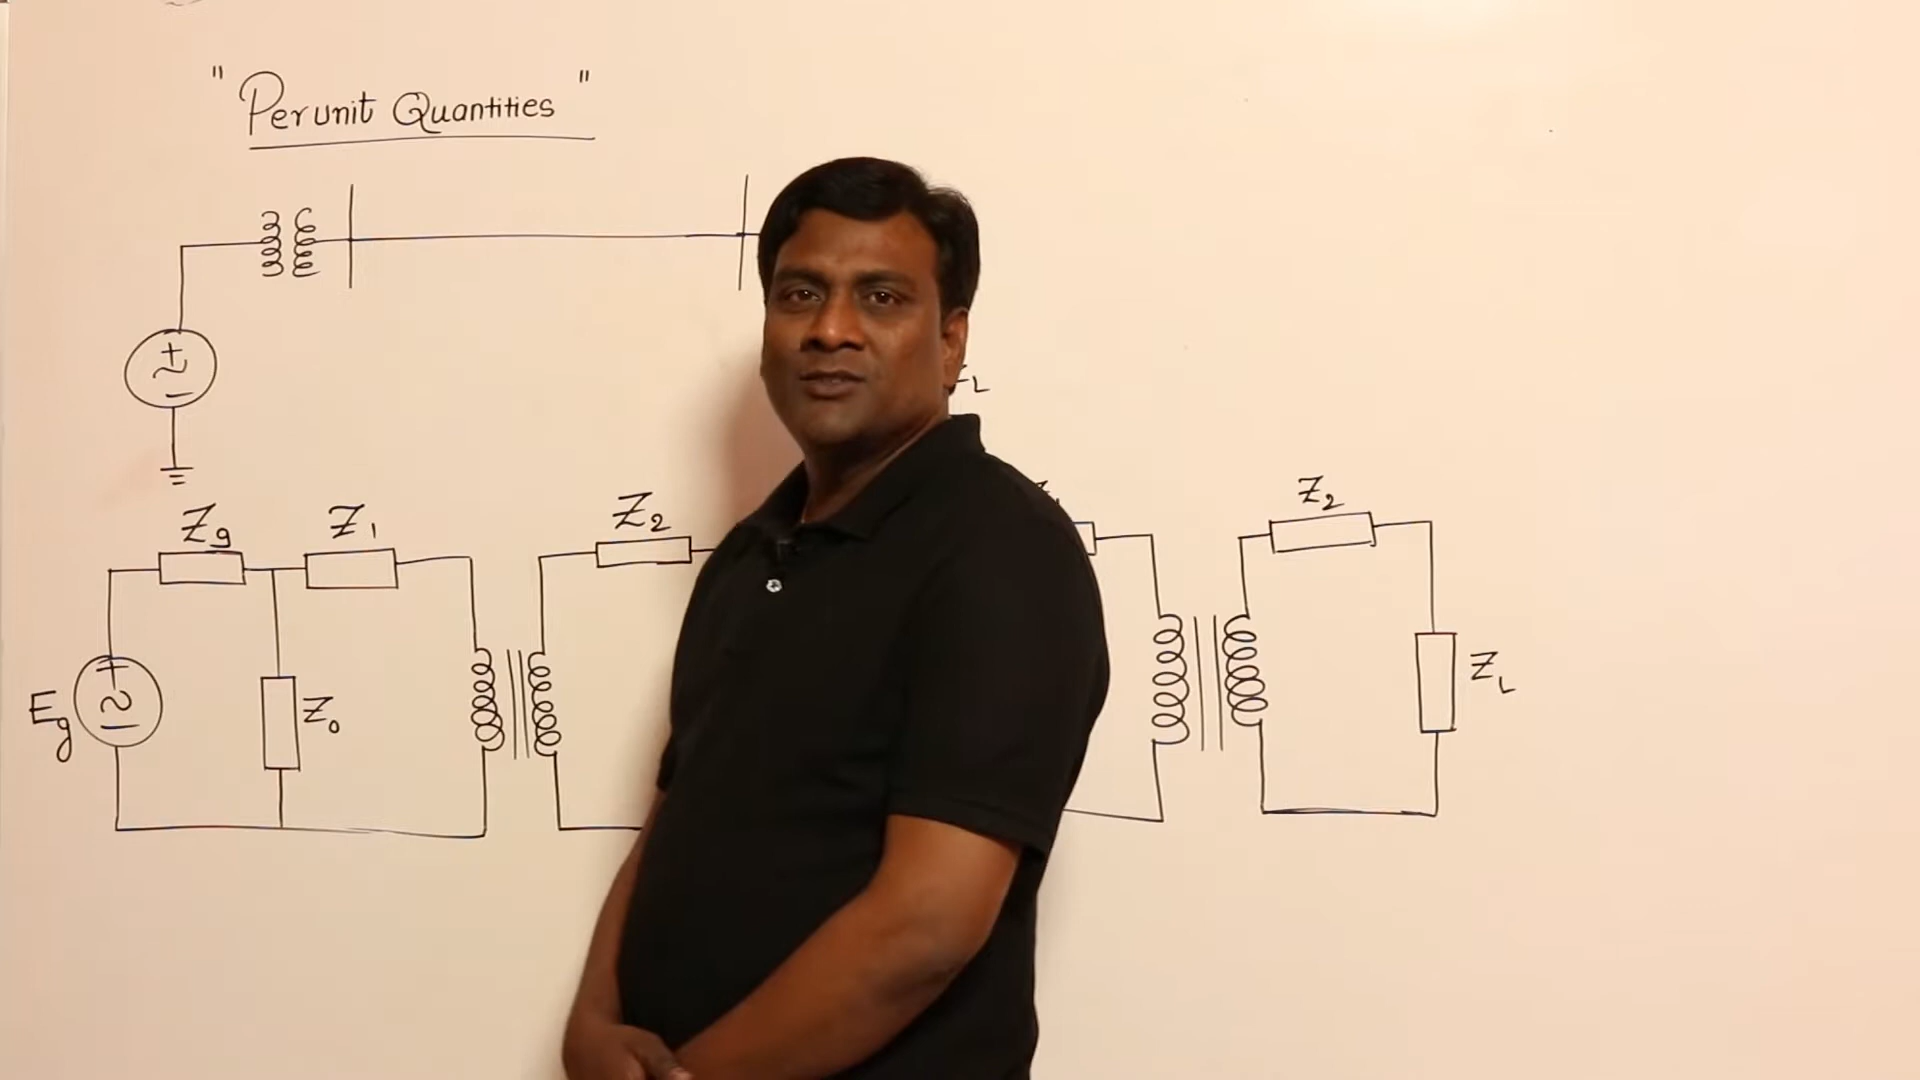 " Perunit Quantities "
Zg Z1 Z2 Z2
Eg Z0 ZL